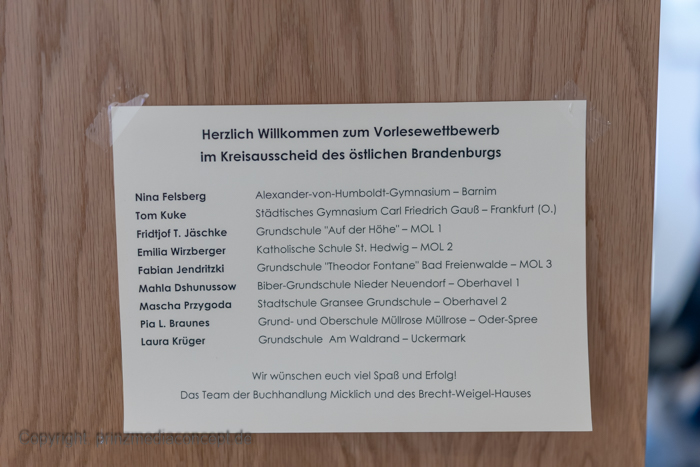 Herzlich Willkommen zum Vorlesewettbewerb
im Kreisausscheid des östlichen Brandenburgs
Nina Felsberg Alexander-von-Humboldt-Gymnasium – Barnim
Tom Kuke Städtisches Gymnasium Carl Friedrich Gauß – Frankfurt (O.)
Fridtjof T. Jäschke Grundschule "Auf der Höhe" – MOL 1
Emilia Wirzberger Katholische Schule St. Hedwig – MOL 2
Fabian Jendritzki Grundschule "Theodor Fontane" Bad Freienwalde – MOL 3
Mahla Dshunussow Biber-Grundschule Nieder Neuendorf – Oberhavel 1
Mascha Przygoda Stadtschule Gransee Grundschule – Oberhavel 2
Pia L. Braunes Grund- und Oberschule Müllrose Müllrose – Oder-Spree
Laura Krüger Grundschule Am Waldrand – Uckermark
Wir wünschen euch viel Spaß und Erfolg!
Das Team der Buchhandlung Micklich und des Brecht-Weigel-Hauses
Copyright: prinzmediaconcept.de